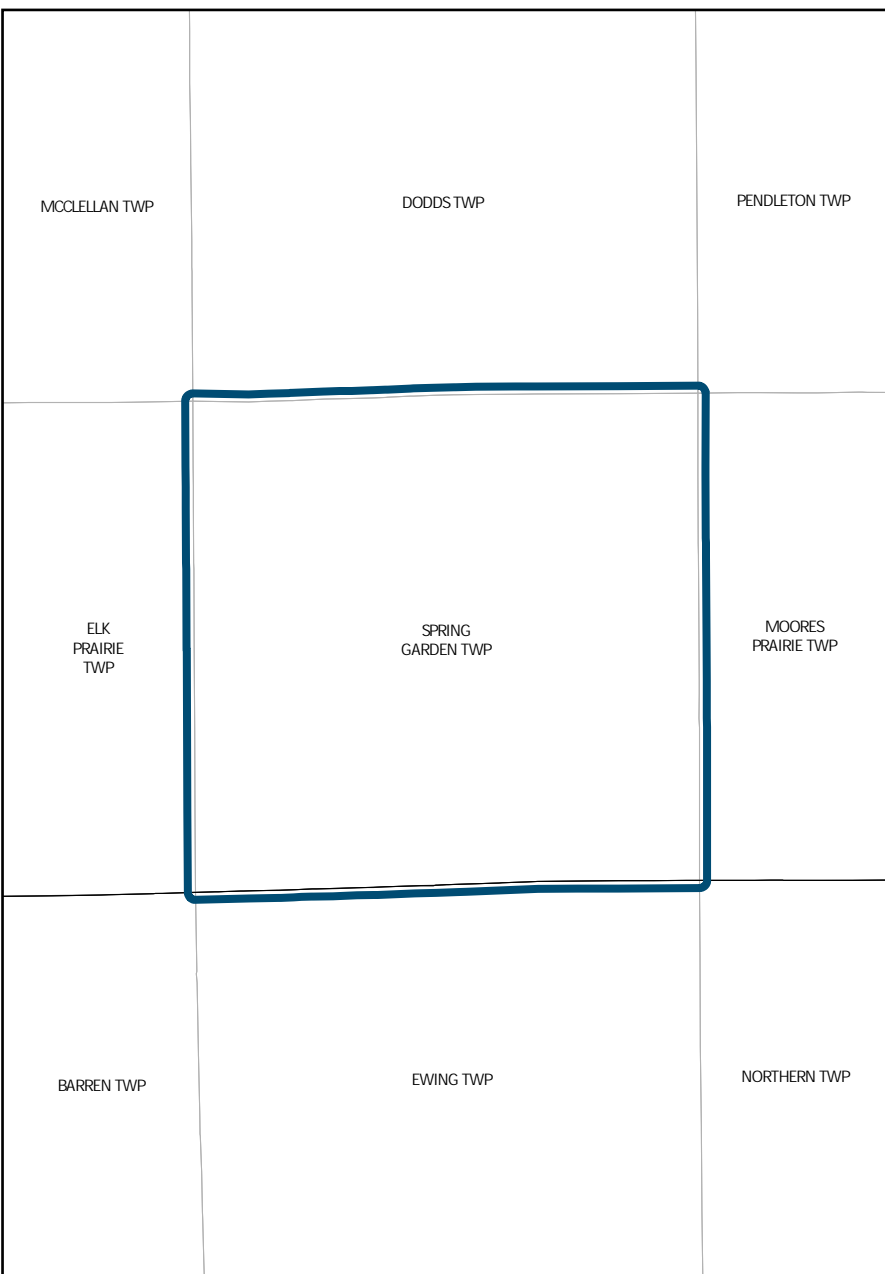 MCCLELLAN TWP
DODDS TWP
PENDLETON TWP
ELK
PRAIRIE
TWP
SPRING
GARDEN TWP
MOORES
PRAIRIE TWP
BARREN TWP
EWING TWP
NORTHERN TWP